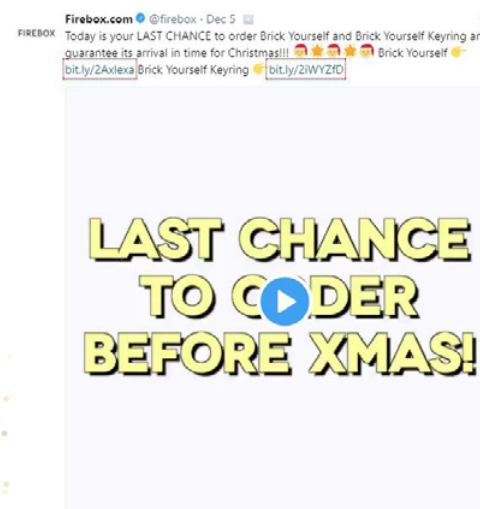 Firebox.com @firebox · Dec 5
FIREBOX
Today is your LAST CHANCE to order Brick Yourself and Brick Yourself Keyring
guarantee its arrival in time for Christmas!!! 🎅⭐🎅⭐🎅 Brick Yourself 👉
bit.ly/2AxIexa Brick Yourself Keyring 👉 bit.ly/2iWYZfD
LAST CHANCE
TO ORDER
BEFORE XMAS!